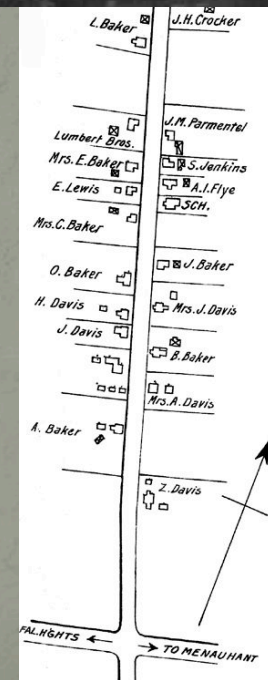 L. Baker
J.H. Crocker
J.M. Parmentel
Lumbert Bros.
Mrs. E. Baker
S. Jenkins
E. Lewis
A.I. Flye
SCH.
Mrs. C. Baker
O. Baker
J. Baker
H. Davis
Mrs. J. Davis
J. Davis
B. Baker
Mrs. A. Davis
A. Baker
Z. Davis
FAL. HGHTS
TO MENAUHANT